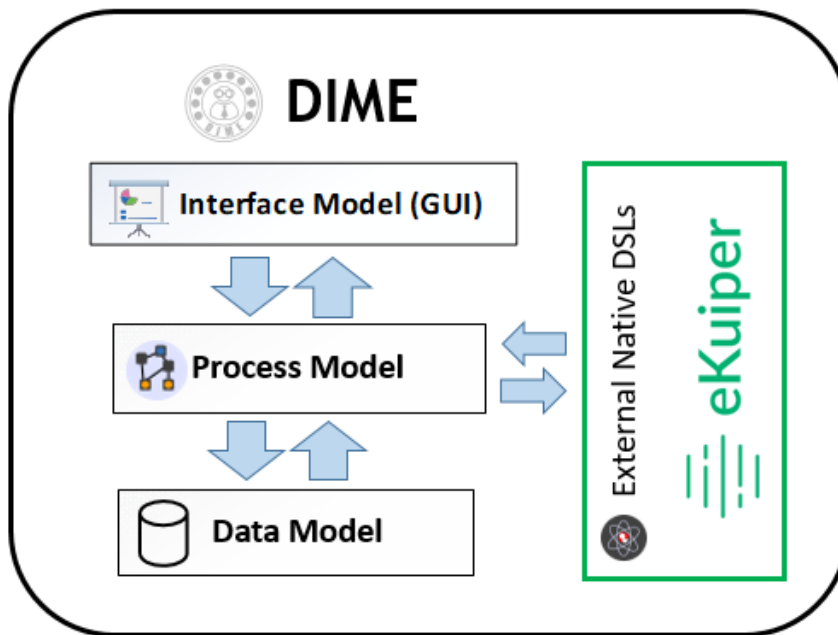 DIME
Interface Model (GUI)
Process Model
Data Model
External Native DSLs
eKuiper